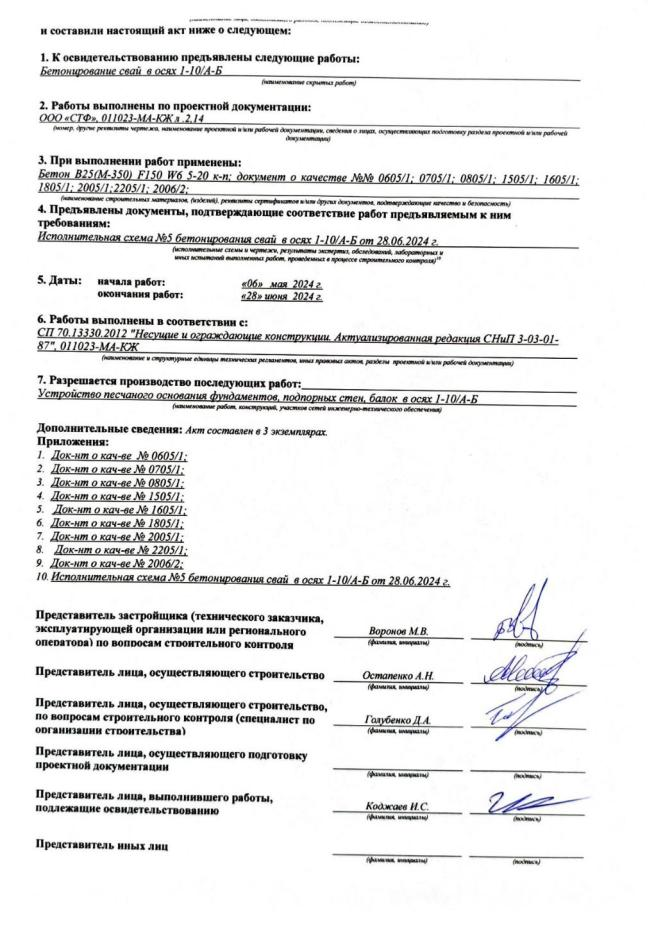 и составили настоящий акт ниже о следующем:
1. К освидетельствованию предъявлены следующие работы:
Бетонирование свай в осях 1-10/А-Б
(наименование скрытых работ)
2. Работы выполнены по проектной документации:
ООО «СТФ», 011023-МА-КЖ л .2,14
(номер, другие реквизиты чертежа, наименование проектной и/или рабочей документации, сведения о лицах, осуществляющих подготовку раздела проектной и/или рабочей
документации)
3. При выполнении работ применены:
Бетон В25(М-350) F150 W6 5-20 к-п; документ о качестве №№ 0605/1; 0705/1; 0805/1; 1505/1; 1605/1;
1805/1; 2005/1;2205/1; 2006/2;
(наименование строительных материалов, (изделий), реквизиты сертификатов и/или других документов, подтверждающие качество и безопасность)
4. Предъявлены документы, подтверждающие соответствие работ предъявляемым к ним
требованиям:
Исполнительная схема №5 бетонирования свай в осях 1-10/А-Б от 28.06.2024 г.
(исполнительные схемы и чертежи, результаты экспертиз, обследований, лабораторных и
иных испытаний выполненных работ, проведенных в процессе строительного контроля)¹⁰
5. Даты: начала работ: «06» мая 2024 г.
окончания работ: «28» июня 2024 г.
6. Работы выполнены в соответствии с:
СП 70.13330.2012 "Несущие и ограждающие конструкции. Актуализированная редакция СНиП 3-03-01-
87", 011023-МА-КЖ
(наименование и структурные единицы технических регламентов, иных правовых актов, разделы проектной и/или рабочей документации)
7. Разрешается производство последующих работ:
Устройство песчаного основания фундаментов, подпорных стен, балок в осях 1-10/А-Б
(наименование работ, конструкций, участков сетей инженерно-технического обеспечения)
Дополнительные сведения: Акт составлен в 3 экземплярах.
Приложения:
1. Док-нт о кач-ве № 0605/1;
2. Док-нт о кач-ве № 0705/1;
3. Док-нт о кач-ве № 0805/1;
4. Док-нт о кач-ве № 1505/1;
5. Док-нт о кач-ве № 1605/1;
6. Док-нт о кач-ве № 1805/1;
7. Док-нт о кач-ве № 2005/1;
8. Док-нт о кач-ве № 2205/1;
9. Док-нт о кач-ве № 2006/2;
10. Исполнительная схема №5 бетонирования свай в осях 1-10/А-Б от 28.06.2024 г.
Представитель застройщика (технического заказчика,
эксплуатирующей организации или регионального
оператора) по вопросам строительного контроля
Воронов М.В.
(фамилия, инициалы) (подпись)
Представитель лица, осуществляющего строительство Остапенко А.Н.
(фамилия, инициалы) (подпись)
Представитель лица, осуществляющего строительство,
по вопросам строительного контроля (специалист по
организации строительства)
Голубенко Д.А.
(фамилия, инициалы) (подпись)
Представитель лица, осуществляющего подготовку
проектной документации
(фамилия, инициалы) (подпись)
Представитель лица, выполнившего работы,
подлежащие освидетельствованию
Коджаев И.С.
(фамилия, инициалы) (подпись)
Представитель иных лиц
(фамилия, инициалы) (подпись)